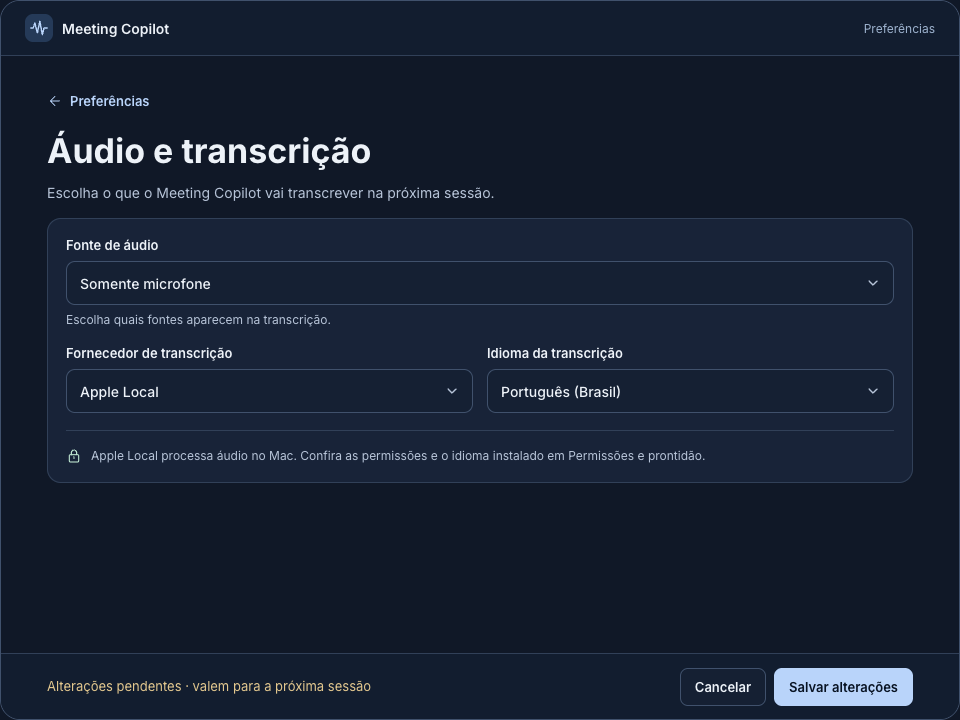 Meeting Copilot
Preferências
Preferências
Áudio e transcrição
Escolha o que o Meeting Copilot vai transcrever na próxima sessão.
Fonte de áudio
Somente microfone
Escolha quais fontes aparecem na transcrição.
Fornecedor de transcrição
Idioma da transcrição
Apple Local
Português (Brasil)
Apple Local processa áudio no Mac. Confira as permissões e o idioma instalado em Permissões e prontidão.
Alterações pendentes · valem para a próxima sessão
Cancelar
Salvar alterações